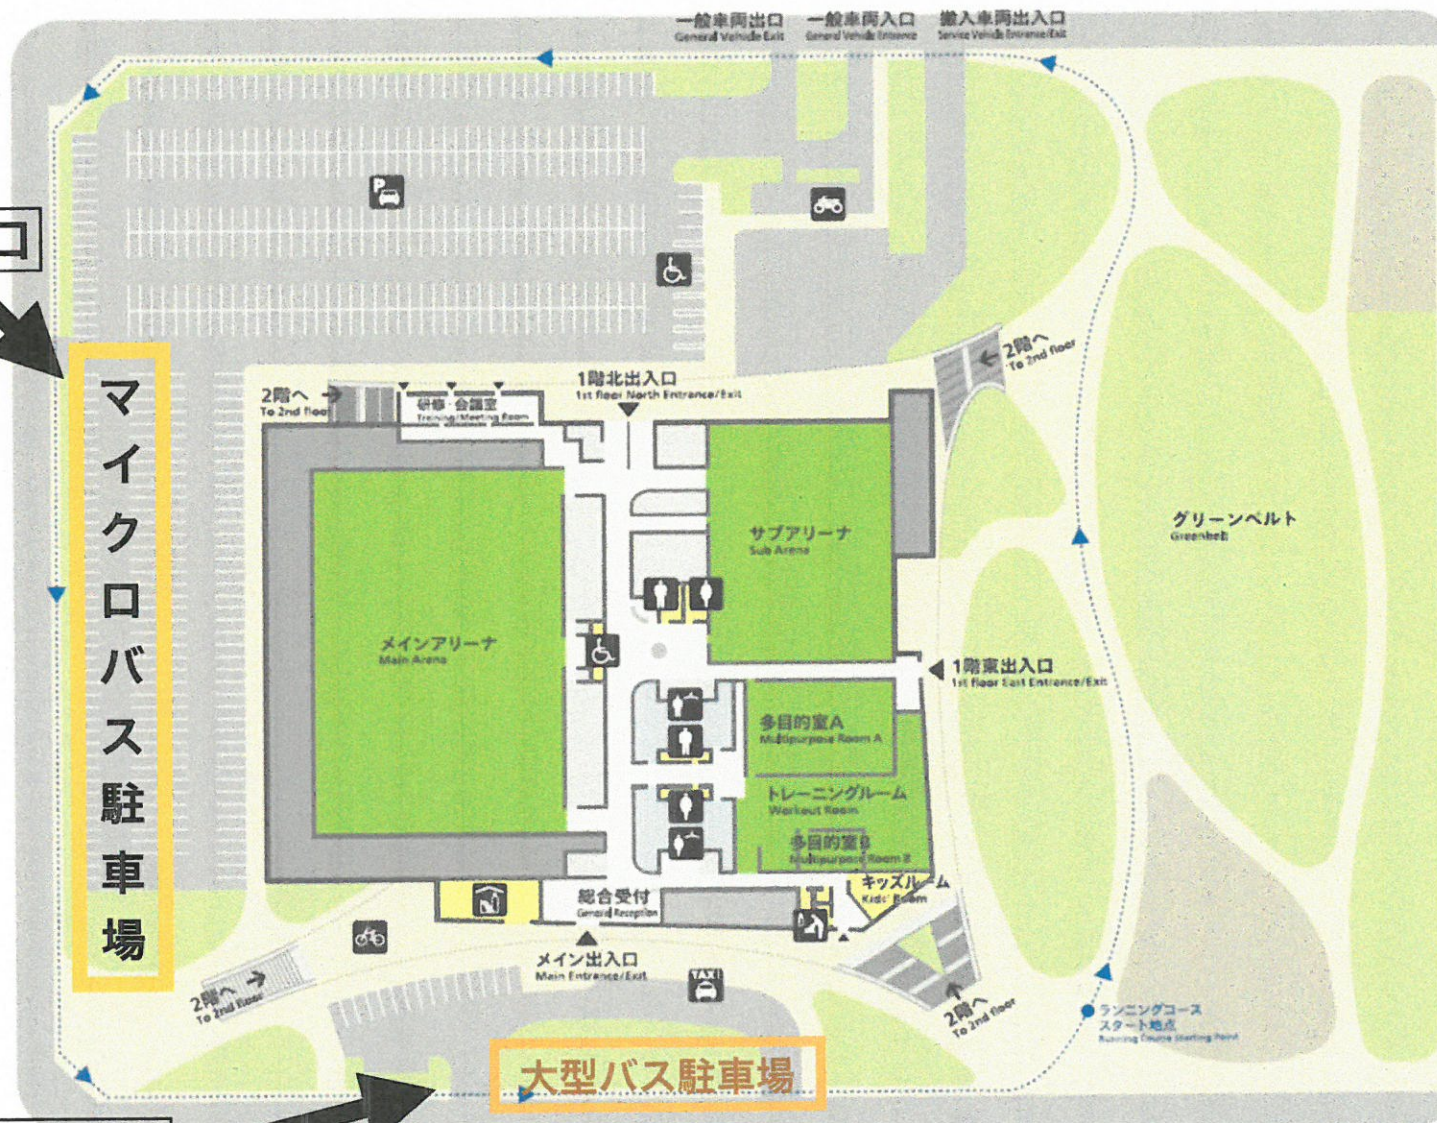 一般車両出口
General Vehicle Exit
一般車両入口
General Vehicle Entrance
搬入車両出入口
Service Vehicle Entrance/Exit
口
マイクロバス駐車場
2階へ
To 2nd floor
研修・会議室
Training/Meeting Room
1階北出入口
1st floor North Entrance/Exit
2階へ
To 2nd floor
サブアリーナ
Sub Arena
グリーンベルト
Greenbelt
メインアリーナ
Main Arena
1階東出入口
1st floor East Entrance/Exit
多目的室A
Multipurpose Room A
トレーニングルーム
Workout Room
多目的室B
Multipurpose Room B
キッズルーム
Kids' Room
総合受付
General Reception
メイン出入口
Main Entrance/Exit
TAXI
2階へ
To 2nd floor
2階へ
To 2nd floor
ランニングコース
スタート地点
Running Course Starting Point
大型バス駐車場
P